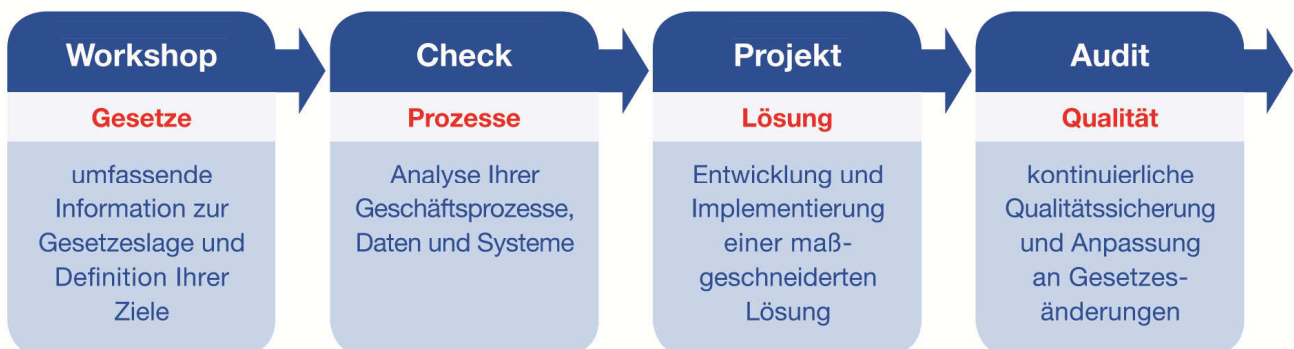 Workshop
Gesetze
umfassende
Information zur
Gesetzeslage und
Definition Ihrer
Ziele
Check
Prozesse
Analyse Ihrer
Geschäftsprozesse,
Daten und Systeme
Projekt
Lösung
Entwicklung und
Implementierung
einer maß-
geschneiderten
Lösung
Audit
Qualität
kontinuierliche
Qualitätssicherung
und Anpassung
an Gesetzes-
änderungen